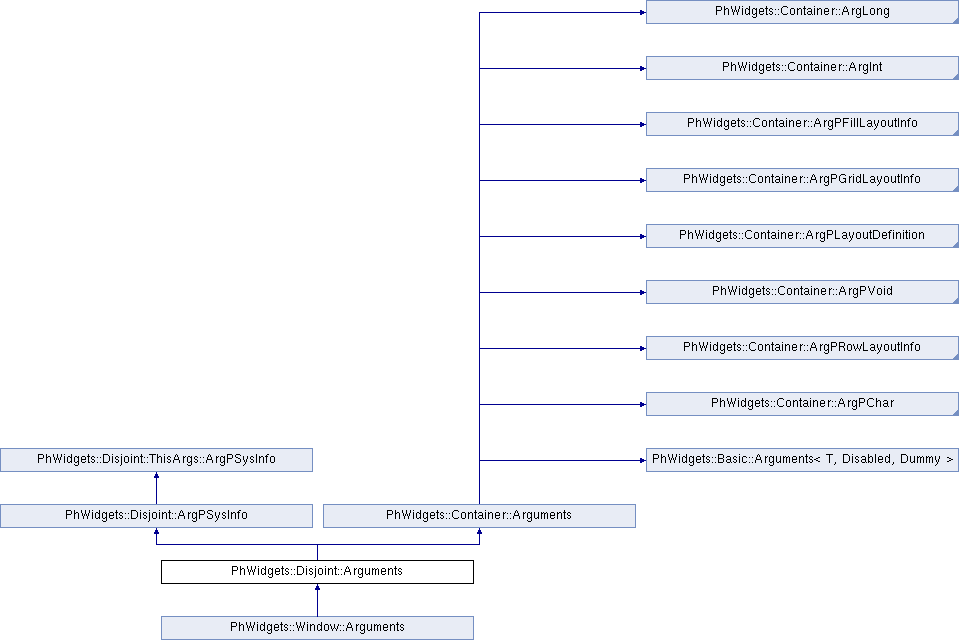 PhWidgets::Container::ArgLong
PhWidgets::Container::ArgInt
PhWidgets::Container::ArgPFillLayoutInfo
PhWidgets::Container::ArgPGridLayoutInfo
PhWidgets::Container::ArgPLayoutDefinition
PhWidgets::Container::ArgPVoid
PhWidgets::Container::ArgPRowLayoutInfo
PhWidgets::Container::ArgPChar
PhWidgets::Disjoint::ThisArgs::ArgPSysInfo
PhWidgets::Basic::Arguments< T, Disabled, Dummy >
PhWidgets::Disjoint::ArgPSysInfo
PhWidgets::Container::Arguments
PhWidgets::Disjoint::Arguments
PhWidgets::Window::Arguments